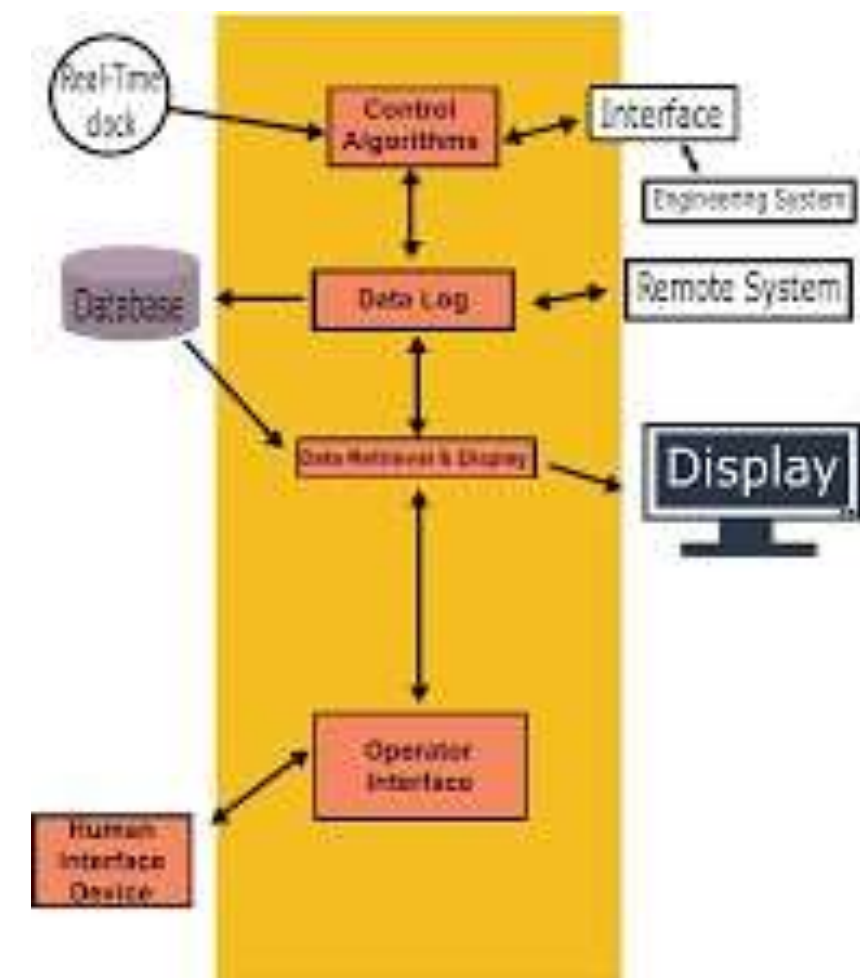 Real-Time
clock
Control
Algorithms
Interface
Engineering System
Database
Data Log
Remote System
Data Retrieval & Display
Display
Operator
Interface
Human
Interface
Device